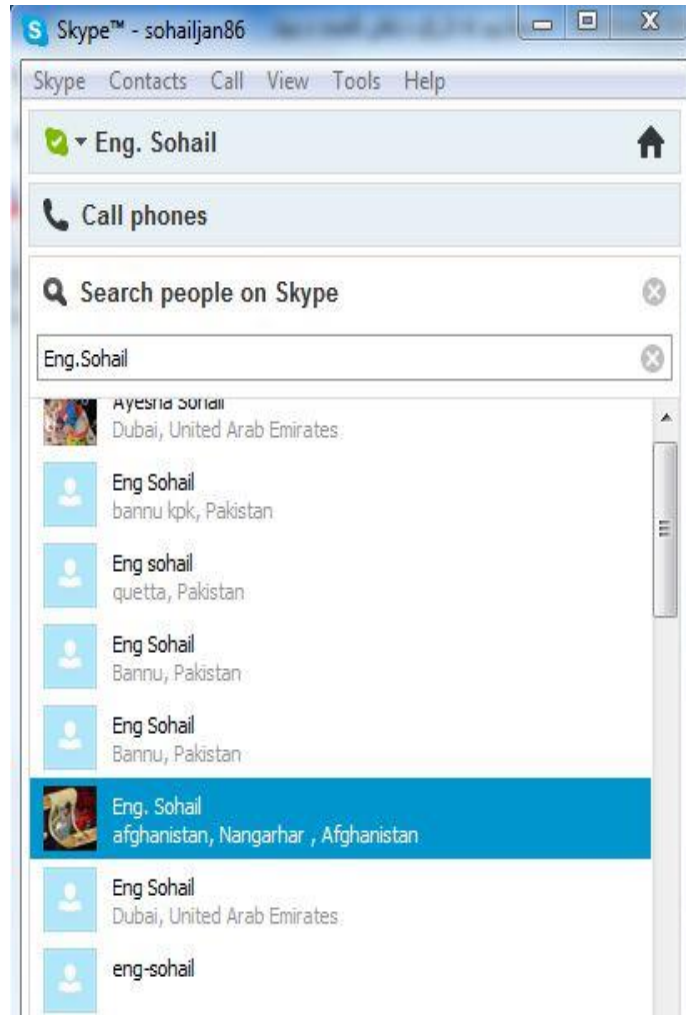 Skype™ - sohailjan86
Skype Contacts Call View Tools Help
Eng. Sohail
Call phones
Search people on Skype
Eng.Sohail
Ayesha Sohail
Dubai, United Arab Emirates
Eng Sohail
bannu kpk, Pakistan
Eng sohail
quetta, Pakistan
Eng Sohail
Bannu, Pakistan
Eng Sohail
Bannu, Pakistan
Eng. Sohail
afghanistan, Nangarhar , Afghanistan
Eng Sohail
Dubai, United Arab Emirates
eng-sohail